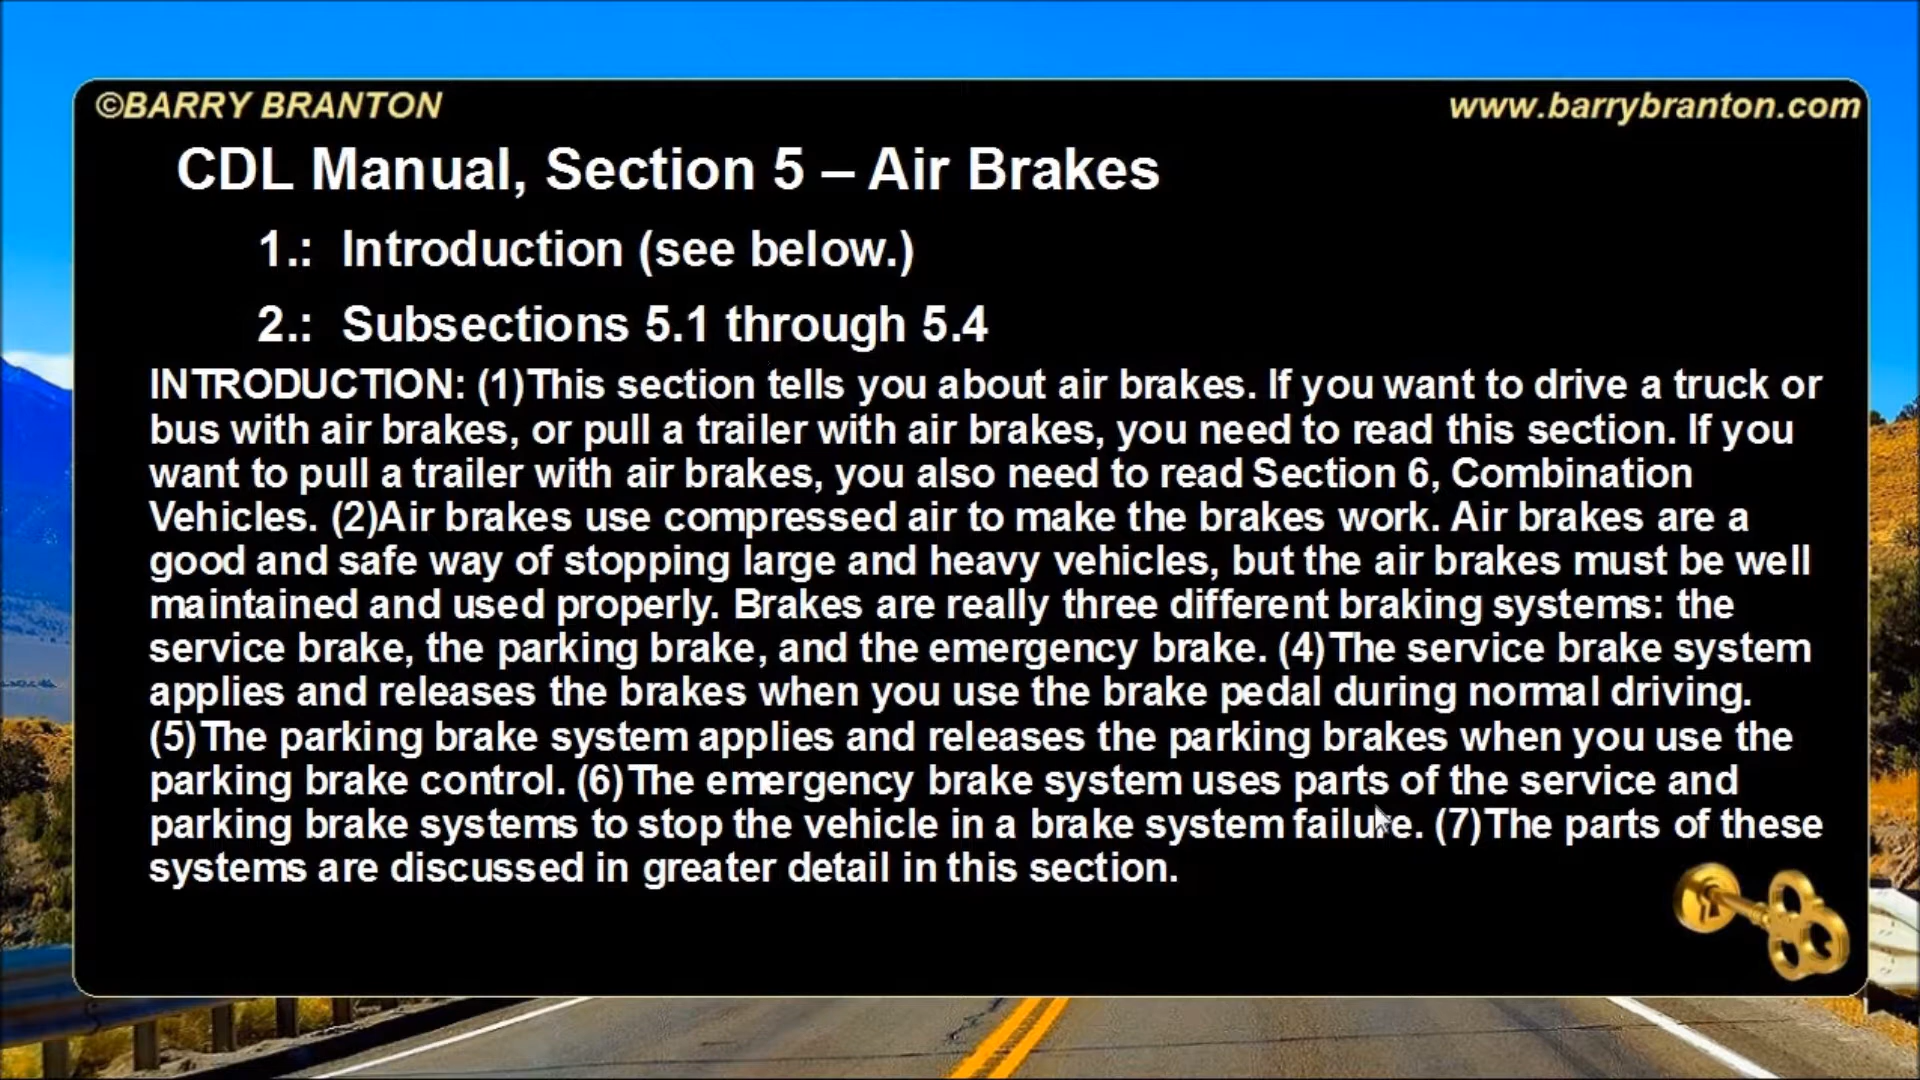 ©BARRY BRANTON
www.barrybranton.com
CDL Manual, Section 5 – Air Brakes
1.: Introduction (see below.)
2.: Subsections 5.1 through 5.4
INTRODUCTION: (1)This section tells you about air brakes. If you want to drive a truck or
bus with air brakes, or pull a trailer with air brakes, you need to read this section. If you
want to pull a trailer with air brakes, you also need to read Section 6, Combination
Vehicles. (2)Air brakes use compressed air to make the brakes work. Air brakes are a
good and safe way of stopping large and heavy vehicles, but the air brakes must be well
maintained and used properly. Brakes are really three different braking systems: the
service brake, the parking brake, and the emergency brake. (4)The service brake system
applies and releases the brakes when you use the brake pedal during normal driving.
(5)The parking brake system applies and releases the parking brakes when you use the
parking brake control. (6)The emergency brake system uses parts of the service and
parking brake systems to stop the vehicle in a brake system failure. (7)The parts of these
systems are discussed in greater detail in this section.